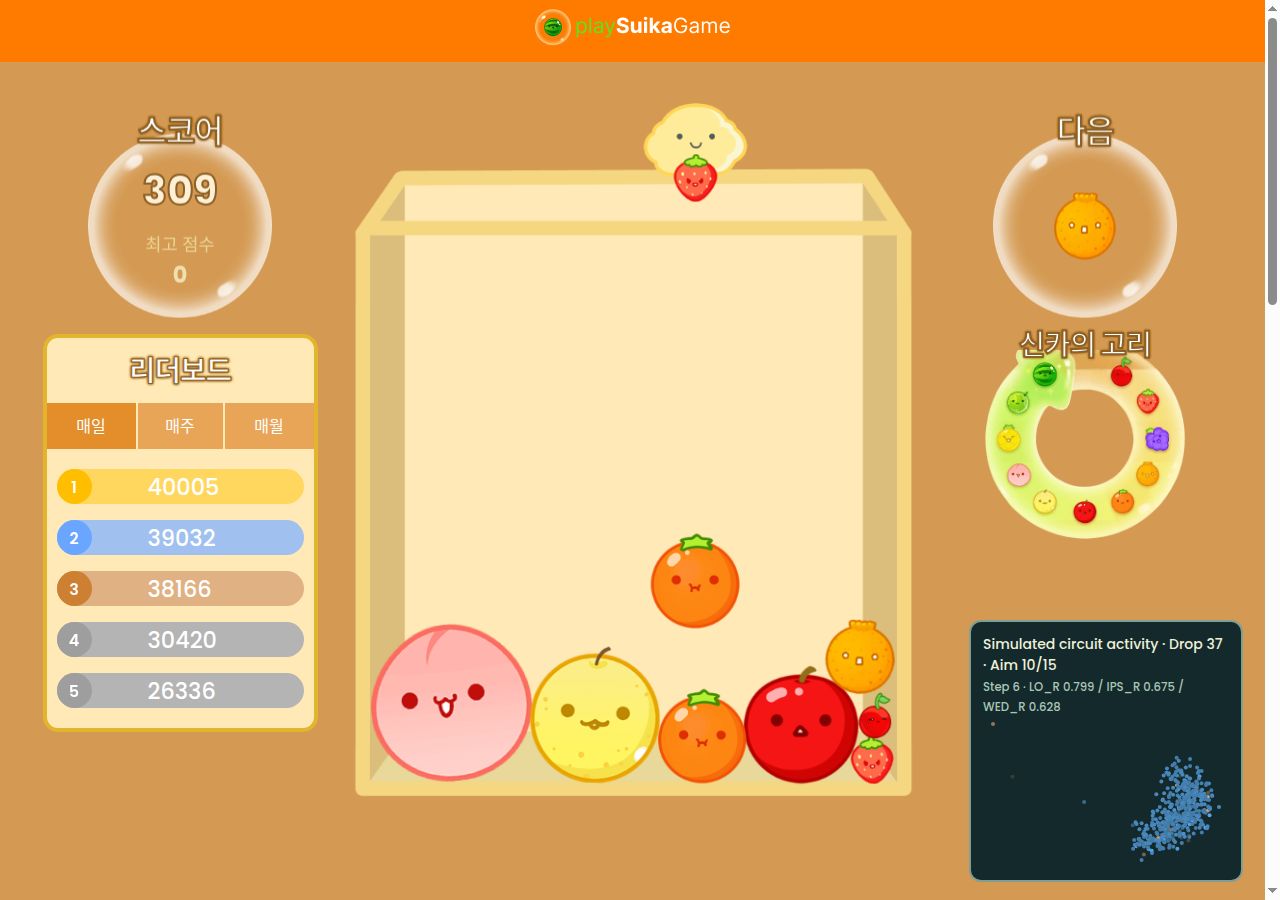 playSuikaGame
스코어
309
최고 점수
0
다음
리더보드
매일
매주
매월
1 40005
2 39032
3 38166
4 30420
5 26336
신카의 고리
Simulated circuit activity · Drop 37
· Aim 10/15
Step 6 · LO_R 0.799 / IPS_R 0.675 /
WED_R 0.628